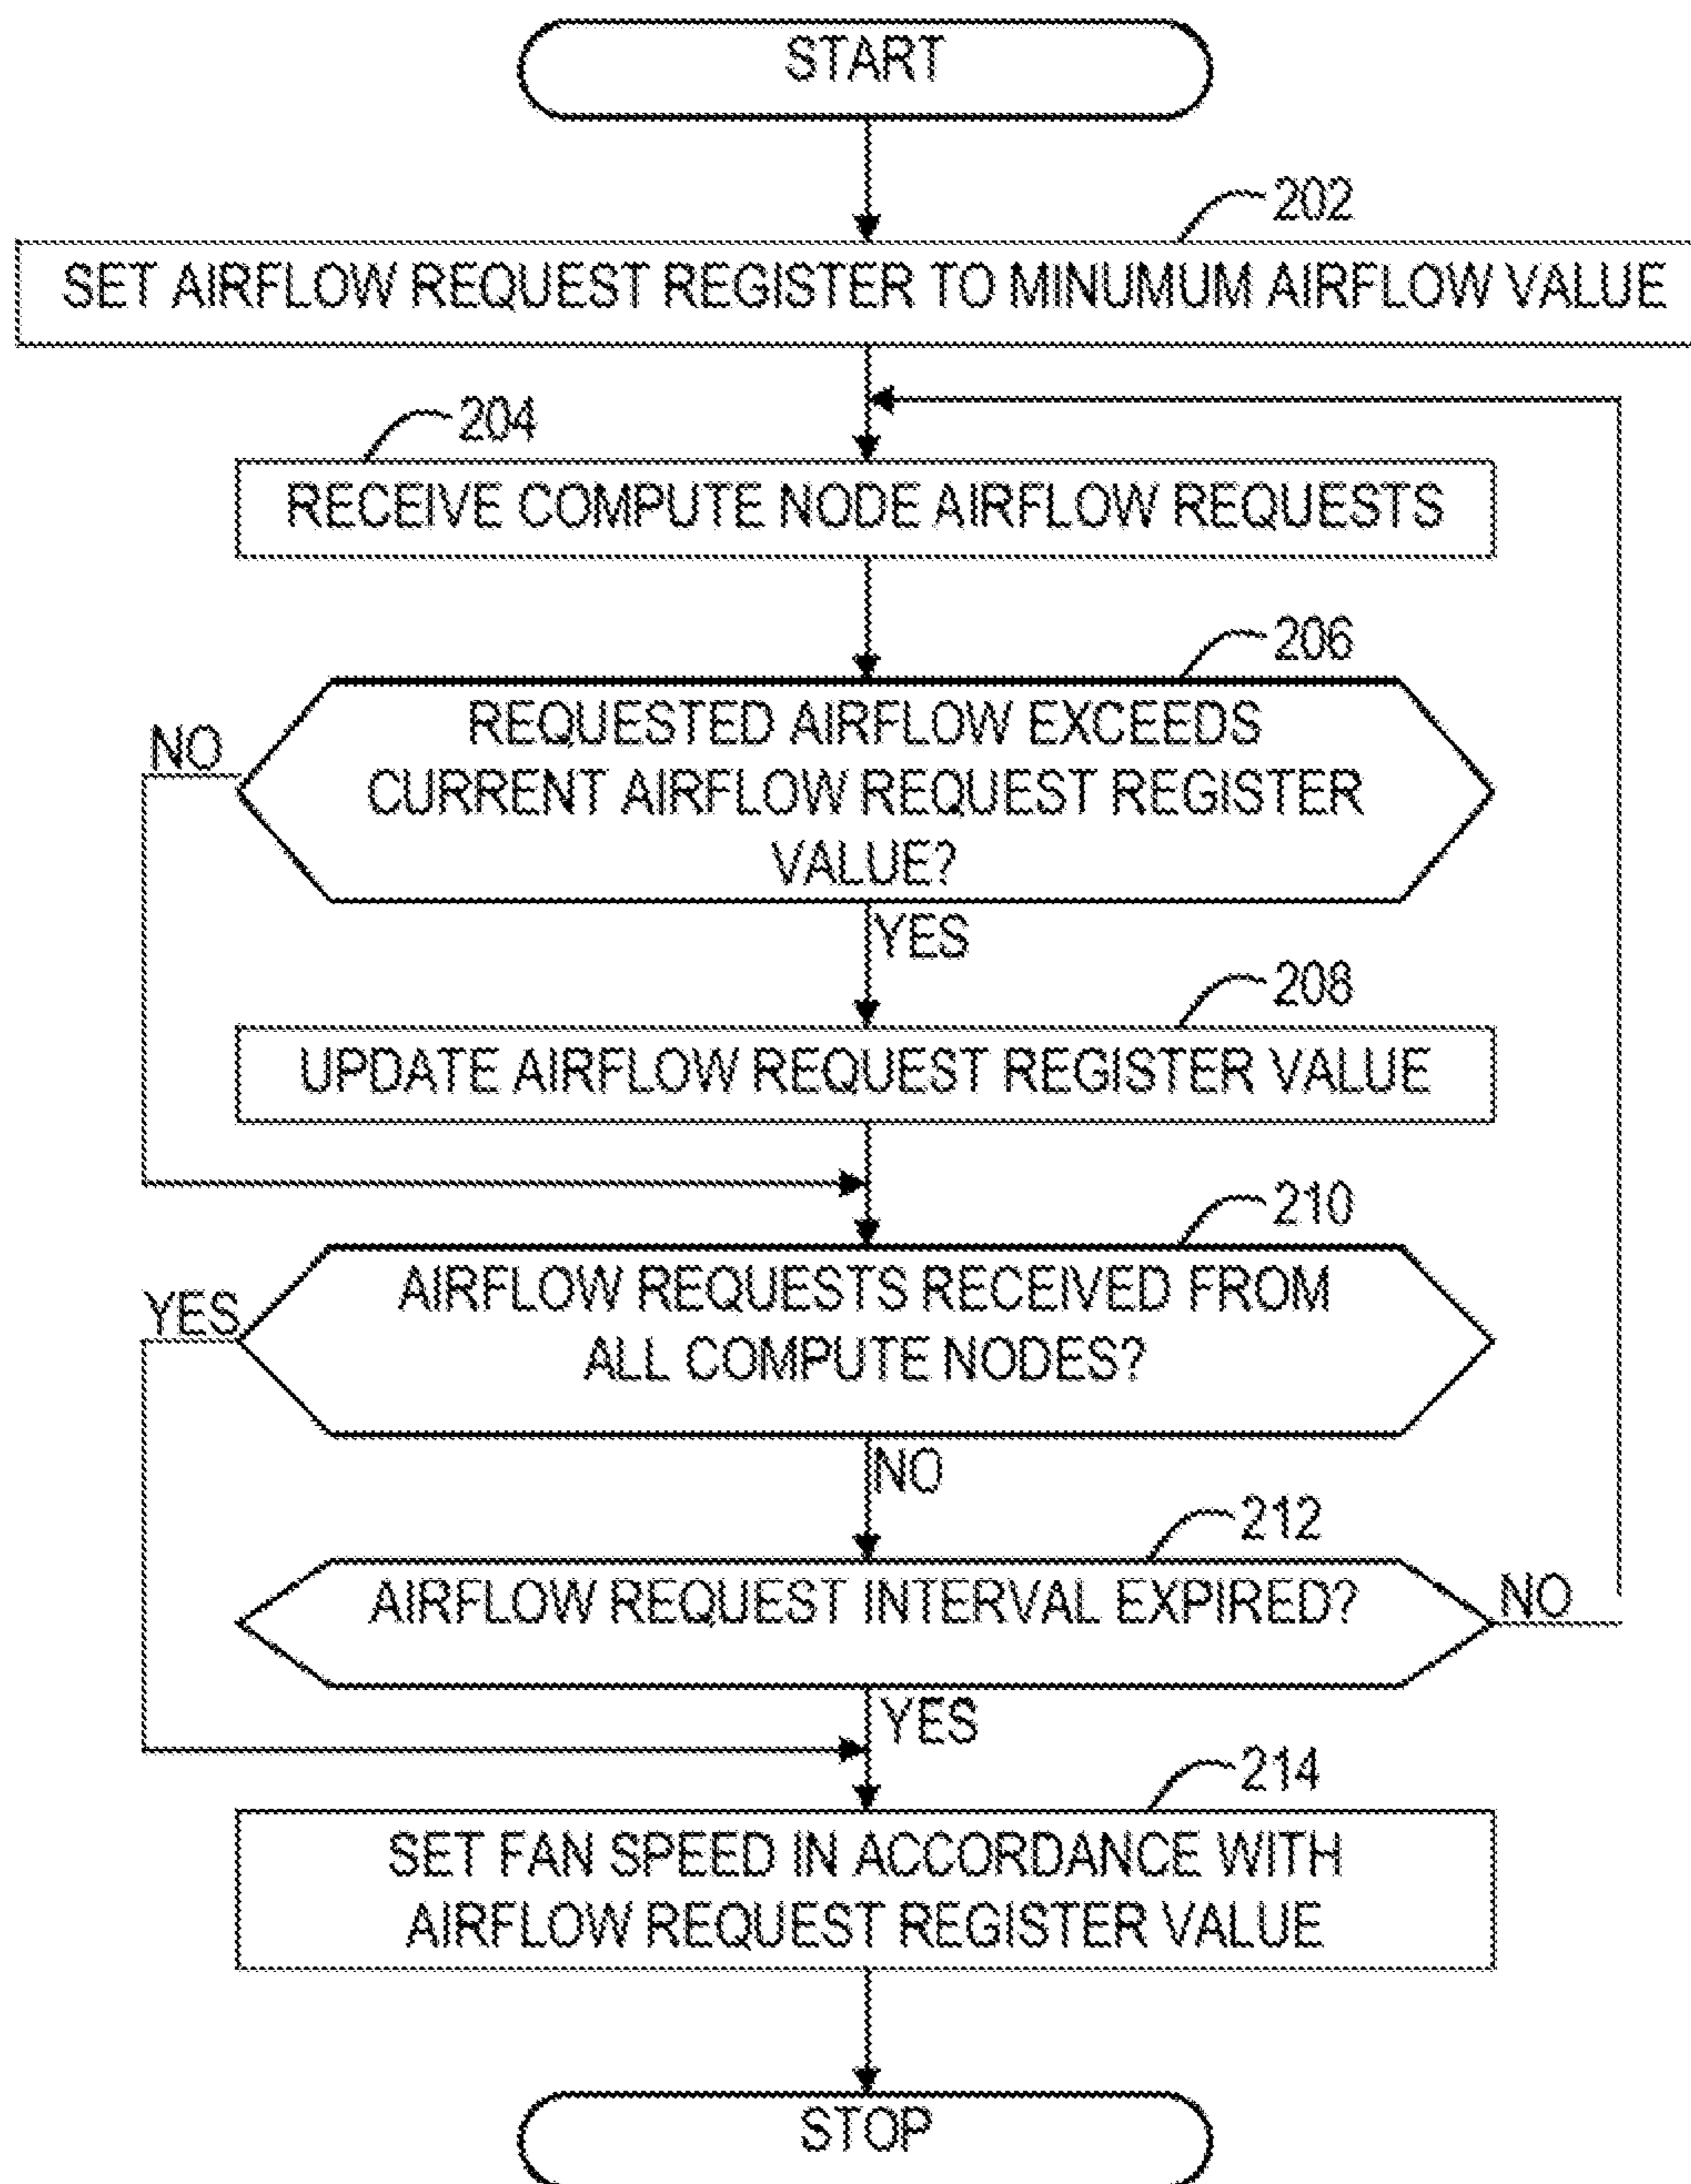 START
202
SET AIRFLOW REQUEST REGISTER TO MINUMUM AIRFLOW VALUE
204
RECEIVE COMPUTE NODE AIRFLOW REQUESTS
206
NO
REQUESTED AIRFLOW EXCEEDS
CURRENT AIRFLOW REQUEST REGISTER
VALUE?
YES
208
UPDATE AIRFLOW REQUEST REGISTER VALUE
210
YES
AIRFLOW REQUESTS RECEIVED FROM
ALL COMPUTE NODES?
NO
212
AIRFLOW REQUEST INTERVAL EXPIRED?
NO
YES
214
SET FAN SPEED IN ACCORDANCE WITH
AIRFLOW REQUEST REGISTER VALUE
STOP